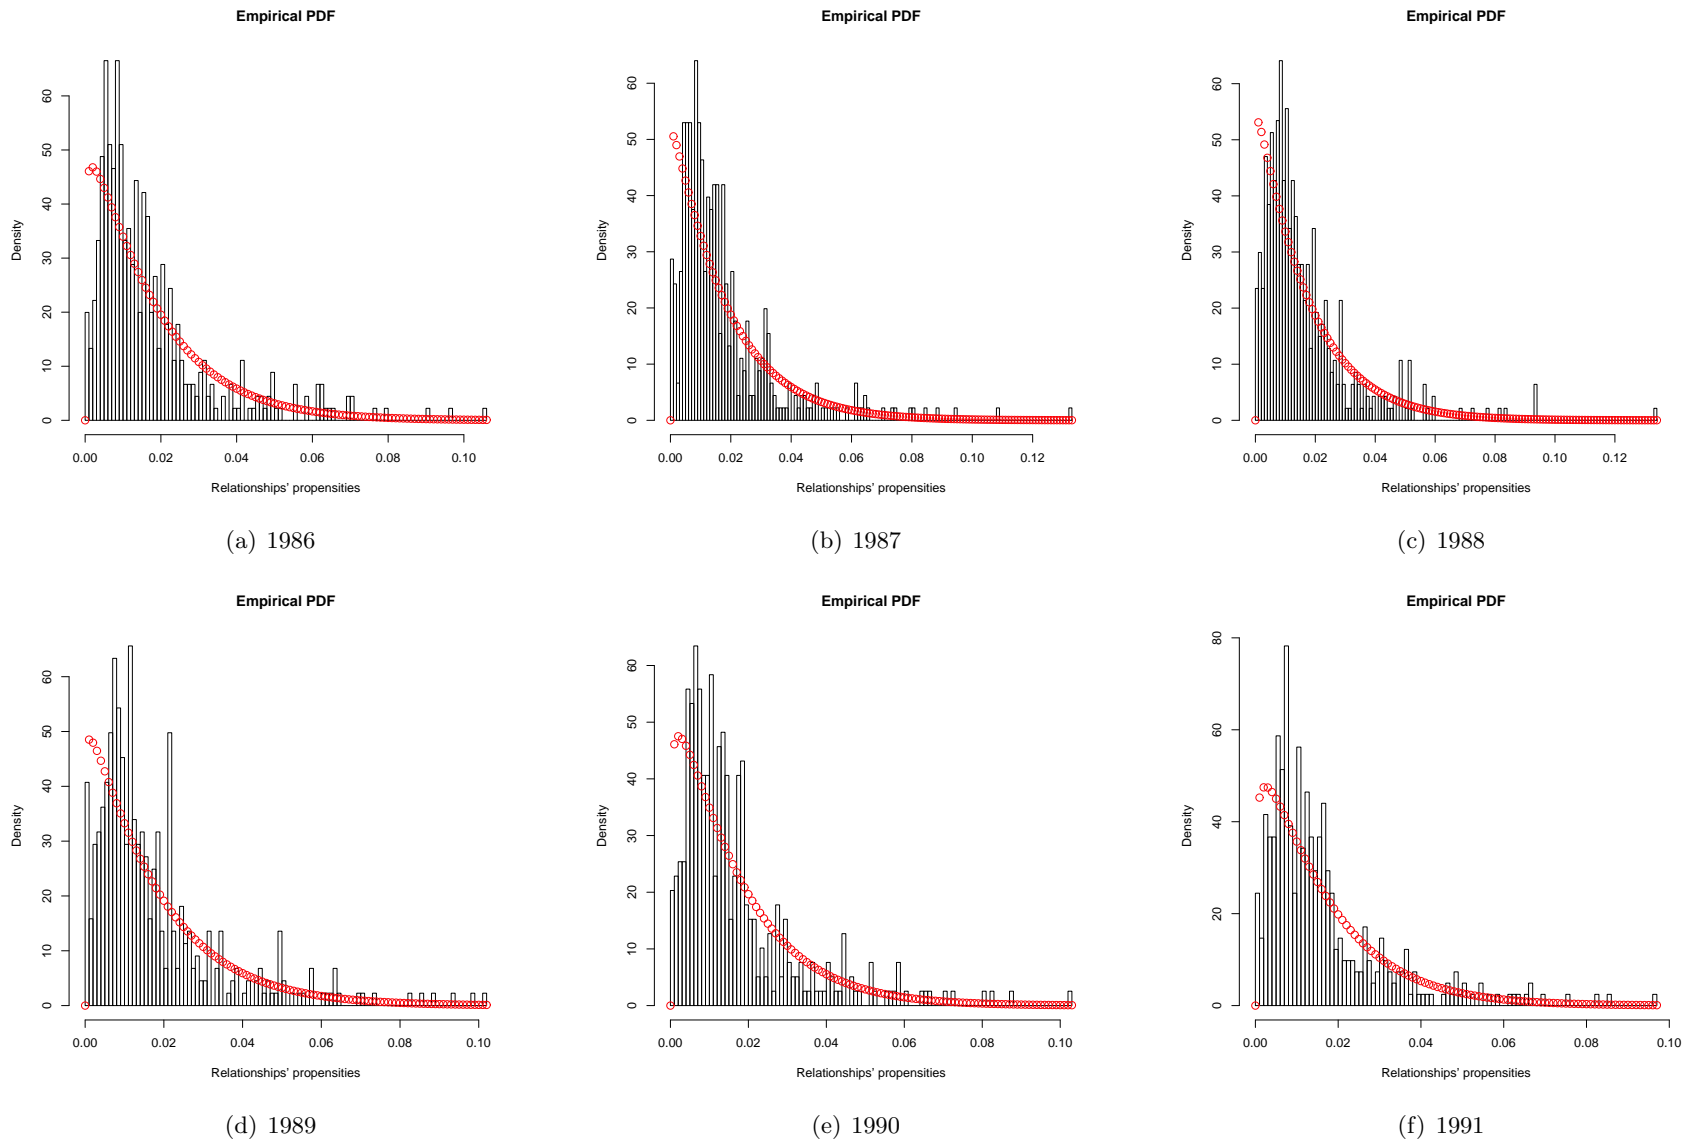 Empirical PDF
Density
0 10 20 30 40 50 60
0.00 0.02 0.04 0.06 0.08 0.10
Relationships' propensities
(a) 1986
Empirical PDF
Density
0 10 20 30 40 50 60
0.00 0.02 0.04 0.06 0.08 0.10 0.12
Relationships' propensities
(b) 1987
Empirical PDF
Density
0 10 20 30 40 50 60
0.00 0.02 0.04 0.06 0.08 0.10 0.12
Relationships' propensities
(c) 1988
Empirical PDF
Density
0 10 20 30 40 50 60
0.00 0.02 0.04 0.06 0.08 0.10
Relationships' propensities
(d) 1989
Empirical PDF
Density
0 10 20 30 40 50 60
0.00 0.02 0.04 0.06 0.08 0.10
Relationships' propensities
(e) 1990
Empirical PDF
Density
0 20 40 60 80
0.00 0.02 0.04 0.06 0.08 0.10
Relationships' propensities
(f) 1991